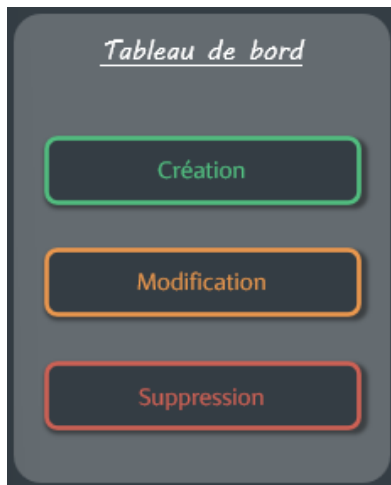 Tableau de bord
Création
Modification
Suppression